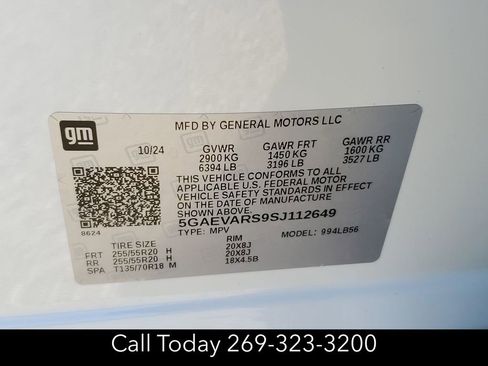 gm
MFD BY GENERAL MOTORS LLC
10/24 GVWR GAWR FRT GAWR RR
2900 KG 1450 KG 1600 KG
6394 LB 3196 LB 3527 LB
THIS VEHICLE CONFORMS TO ALL
APPLICABLE U.S. FEDERAL MOTOR
VEHICLE SAFETY STANDARDS IN EFFECT
ON THE DATE OF MANUFACTURE SHOWN ABOVE.
5GAEVARS9SJ112649
8624 TYPE: MPV MODEL: 994LB56
TIRE SIZE RIM
FRT 255/55R20 H 20X8J
RR 255/55R20 H 20X8J
SPA T135/70R18 M 18X4.5B
Call Today 269-323-3200